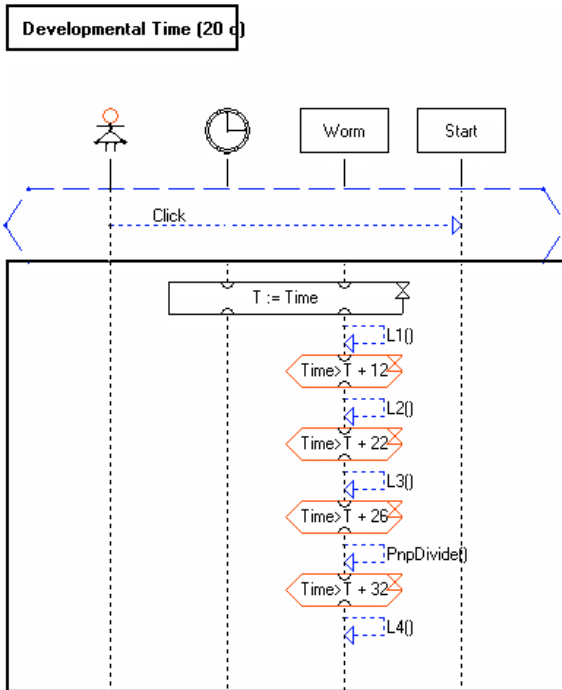 Developmental Time (20 c)
Worm
Start
Click
T := Time
L1()
Time>T + 12
L2()
Time>T + 22
L3()
Time>T + 26
PnpDivide()
Time>T + 32
L4()